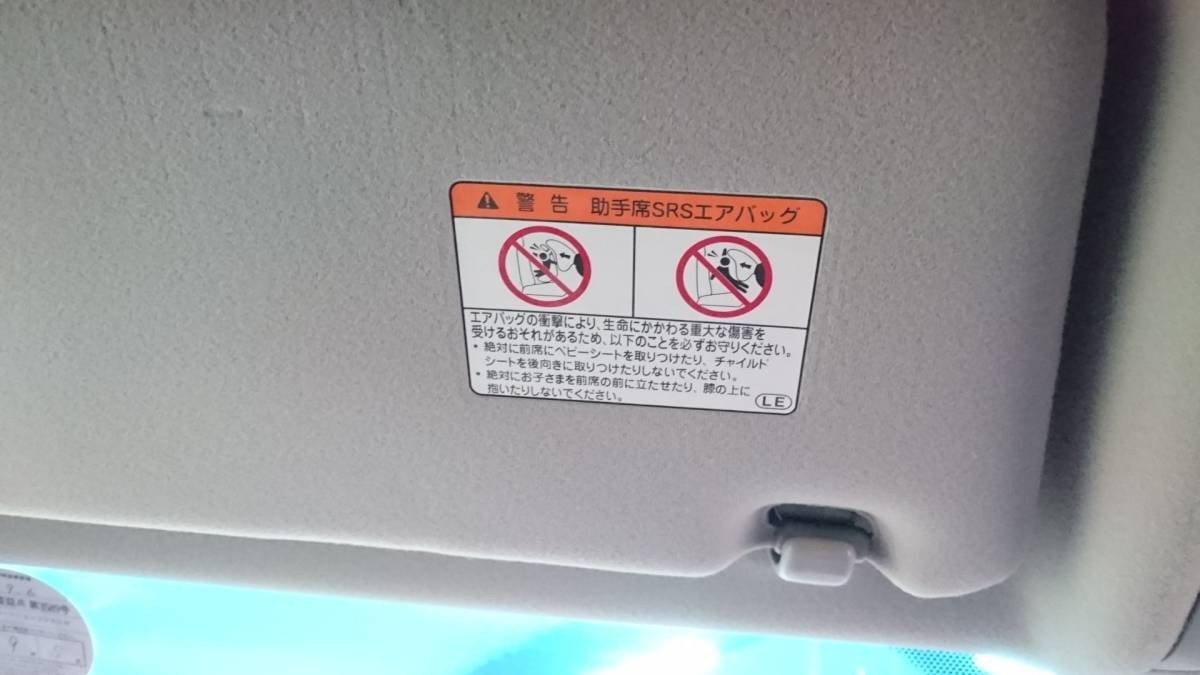 警告 助手席SRSエアバッグ
エアバッグの衝撃により、生命にかかわる重大な傷害を
受けるおそれがあるため、以下のことを必ずお守りください。
・絶対に前席にベビーシートを取りつけたり、チャイルド
シートを後向きに取りつけたりしないでください。
・絶対にお子さまを前席の前に立たせたり、膝の上に
抱いたりしないでください。
LE
9 6
9